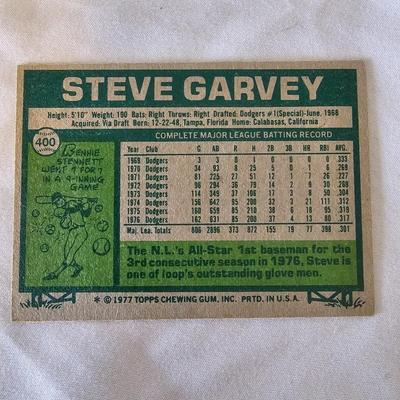 STEVE GARVEY
Height: 5'10" Weight: 190 Bats: Right Throws: Right Drafted: Dodgers #1(Special)-June, 1968
Acquired: Via Draft Born: 12-22-48, Tampa, Florida Home: Calabasas, California
400
COMPLETE MAJOR LEAGUE BATTING RECORD
RENNIE
STENNETT
WENT 7 FOR 7
IN A 9-INNING
GAME
Year Club G AB R H 2B 3B HR RBI AVG.
1969 Dodgers 3 3 0 1 0 0 0 0 .333
1970 Dodgers 34 93 8 25 5 0 1 6 .269
1971 Dodgers 81 225 27 51 12 1 7 26 .227
1972 Dodgers 96 294 36 79 14 2 9 30 .269
1973 Dodgers 114 349 37 106 17 3 8 50 .304
1974 Dodgers 156 642 95 200 32 3 21 111 .312
1975 Dodgers 160 659 85 210 38 6 18 95 .319
1976 Dodgers 162 631 85 200 37 4 13 80 .317
Maj. Lea. Totals 806 2896 373 872 155 19 77 398 .301
The N.L.'s All-Star 1st baseman for the
3rd consecutive season in 1976, Steve is
one of loop's outstanding glove men.
* © 1977 TOPPS CHEWING GUM, INC. PRTD. IN U.S.A.